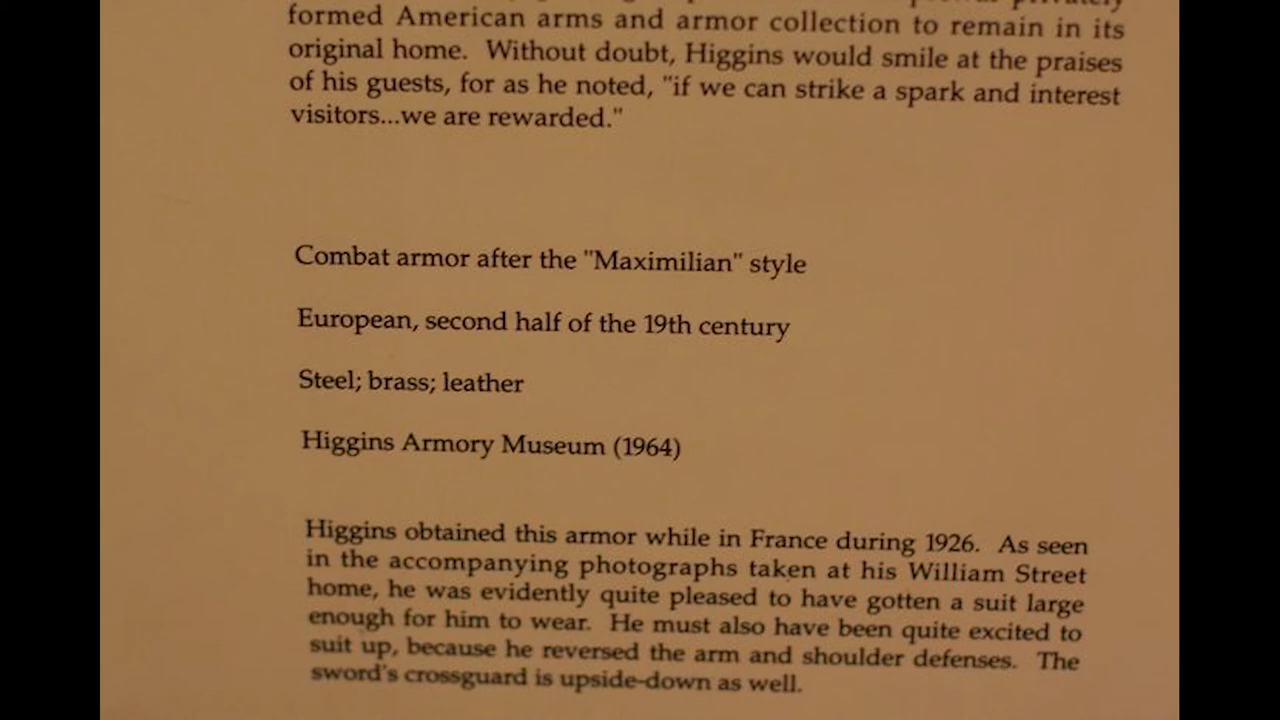 formed American arms and armor collection to remain in its
original home. Without doubt, Higgins would smile at the praises
of his guests, for as he noted, "if we can strike a spark and interest
visitors...we are rewarded."
Combat armor after the "Maximilian" style
European, second half of the 19th century
Steel; brass; leather
Higgins Armory Museum (1964)
Higgins obtained this armor while in France during 1926. As seen
in the accompanying photographs taken at his William Street
home, he was evidently quite pleased to have gotten a suit large
enough for him to wear. He must also have been quite excited to
suit up, because he reversed the arm and shoulder defenses. The
sword's crossguard is upside-down as well.